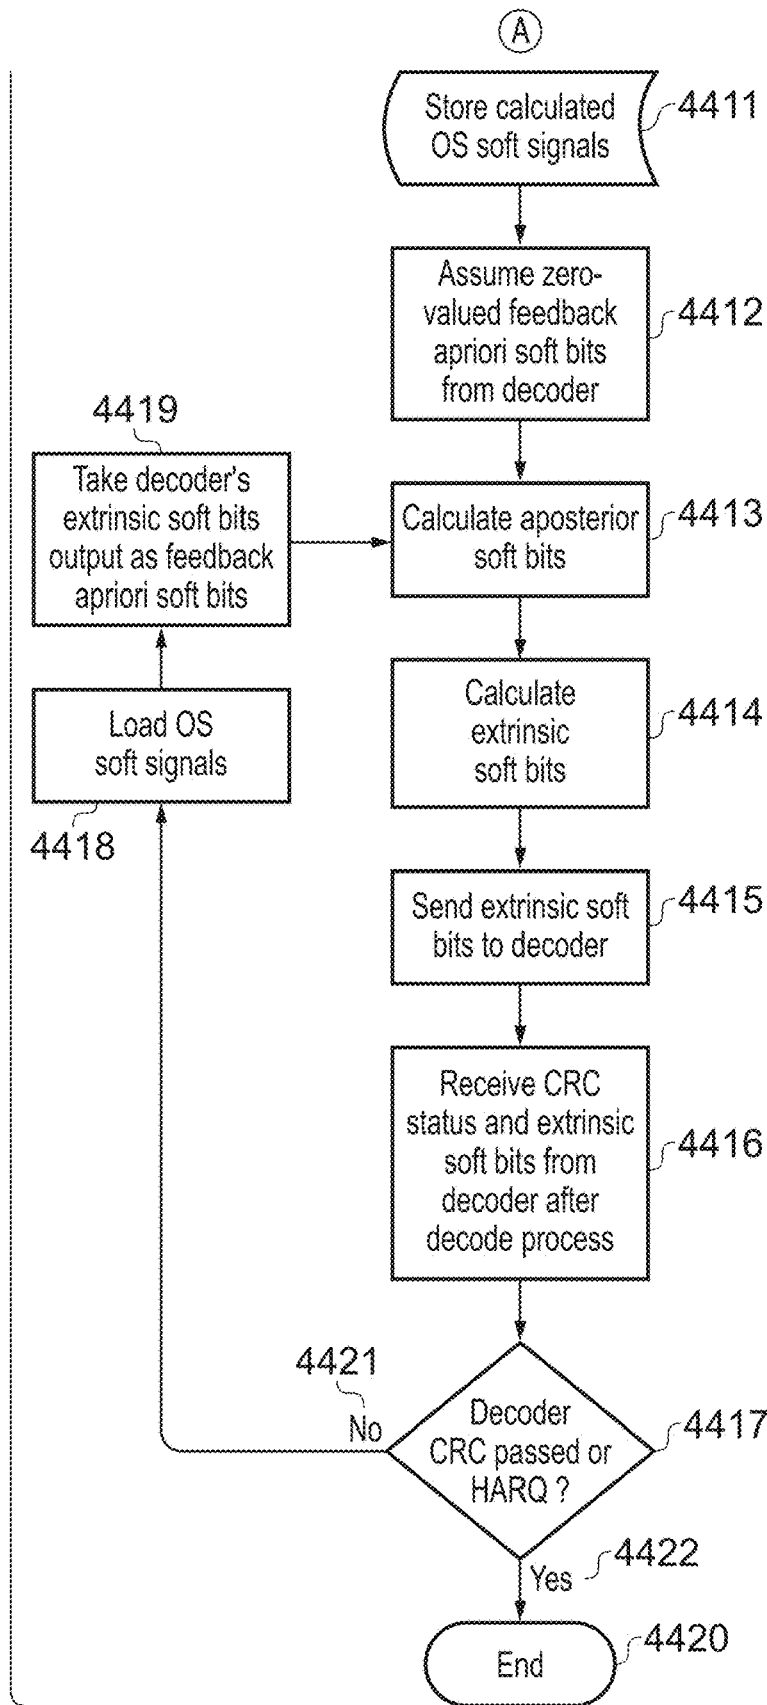 A
Store calculated
OS soft signals
4411
Assume zero-
valued feedback
apriori soft bits
from decoder
4412
4419
Take decoder's
extrinsic soft bits
output as feedback
apriori soft bits
Calculate aposterior
soft bits
4413
Load OS
soft signals
4418
Calculate
extrinsic
soft bits
4414
Send extrinsic soft
bits to decoder
4415
Receive CRC
status and extrinsic
soft bits from
decoder after
decode process
4416
4421
No
Decoder
CRC passed or
HARQ ?
4417
4422
Yes
End
4420